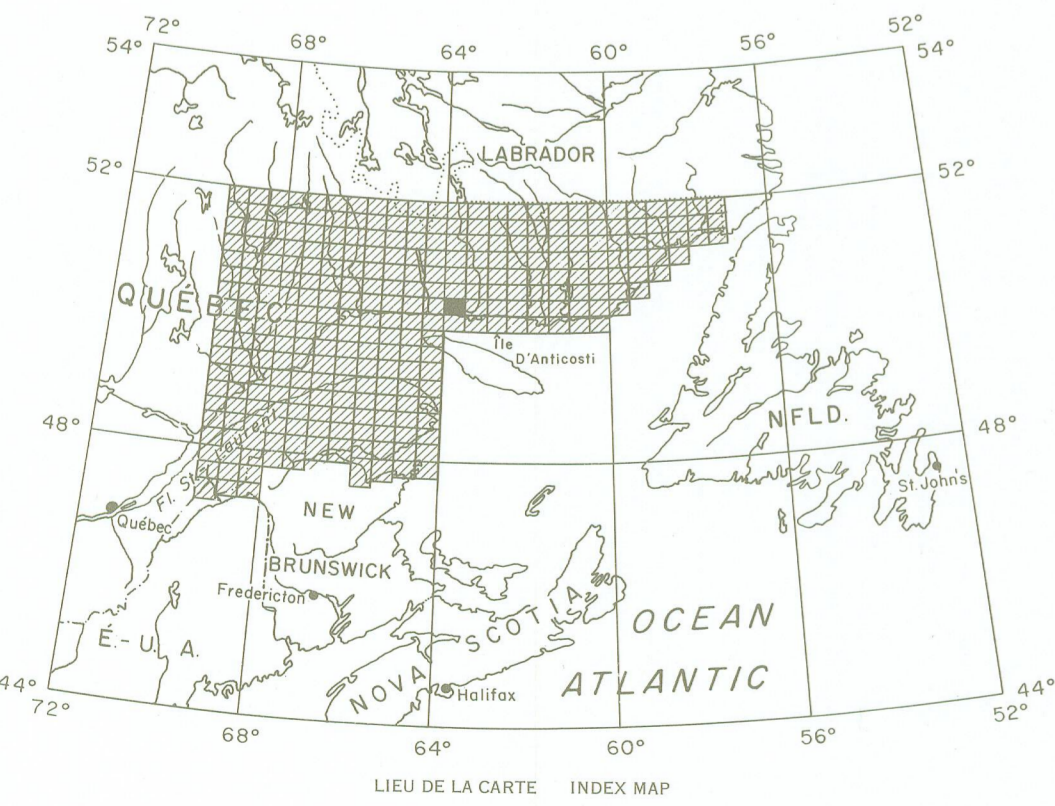 72°
68°
64°
60°
56°
52°
54°
54°
LABRADOR
52°
52°
QUÉBEC
Île
D'Anticosti
NFLD.
48°
48°
Fl. St. Laurent
St. John's
Québec
NEW
BRUNSWICK
Fredericton
NOVA SCOTIA
OCEAN
É.-U. A.
ATLANTIC
Halifax
44°
44°
72°
52°
68°
64°
60°
56°
LIEU DE LA CARTE INDEX MAP